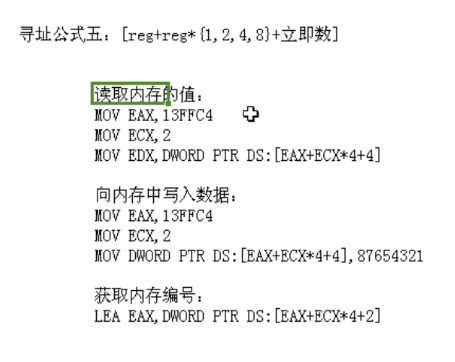 寻址公式五：[reg+reg*{1,2,4,8}+立即数]
读取内存的值：
MOV EAX,13FFC4
MOV ECX,2
MOV EDX,DWORD PTR DS:[EAX+ECX*4+4]
向内存中写入数据：
MOV EAX,13FFC4
MOV ECX,2
MOV DWORD PTR DS:[EAX+ECX*4+4],87654321
获取内存编号：
LEA EAX,DWORD PTR DS:[EAX+ECX*4+2]